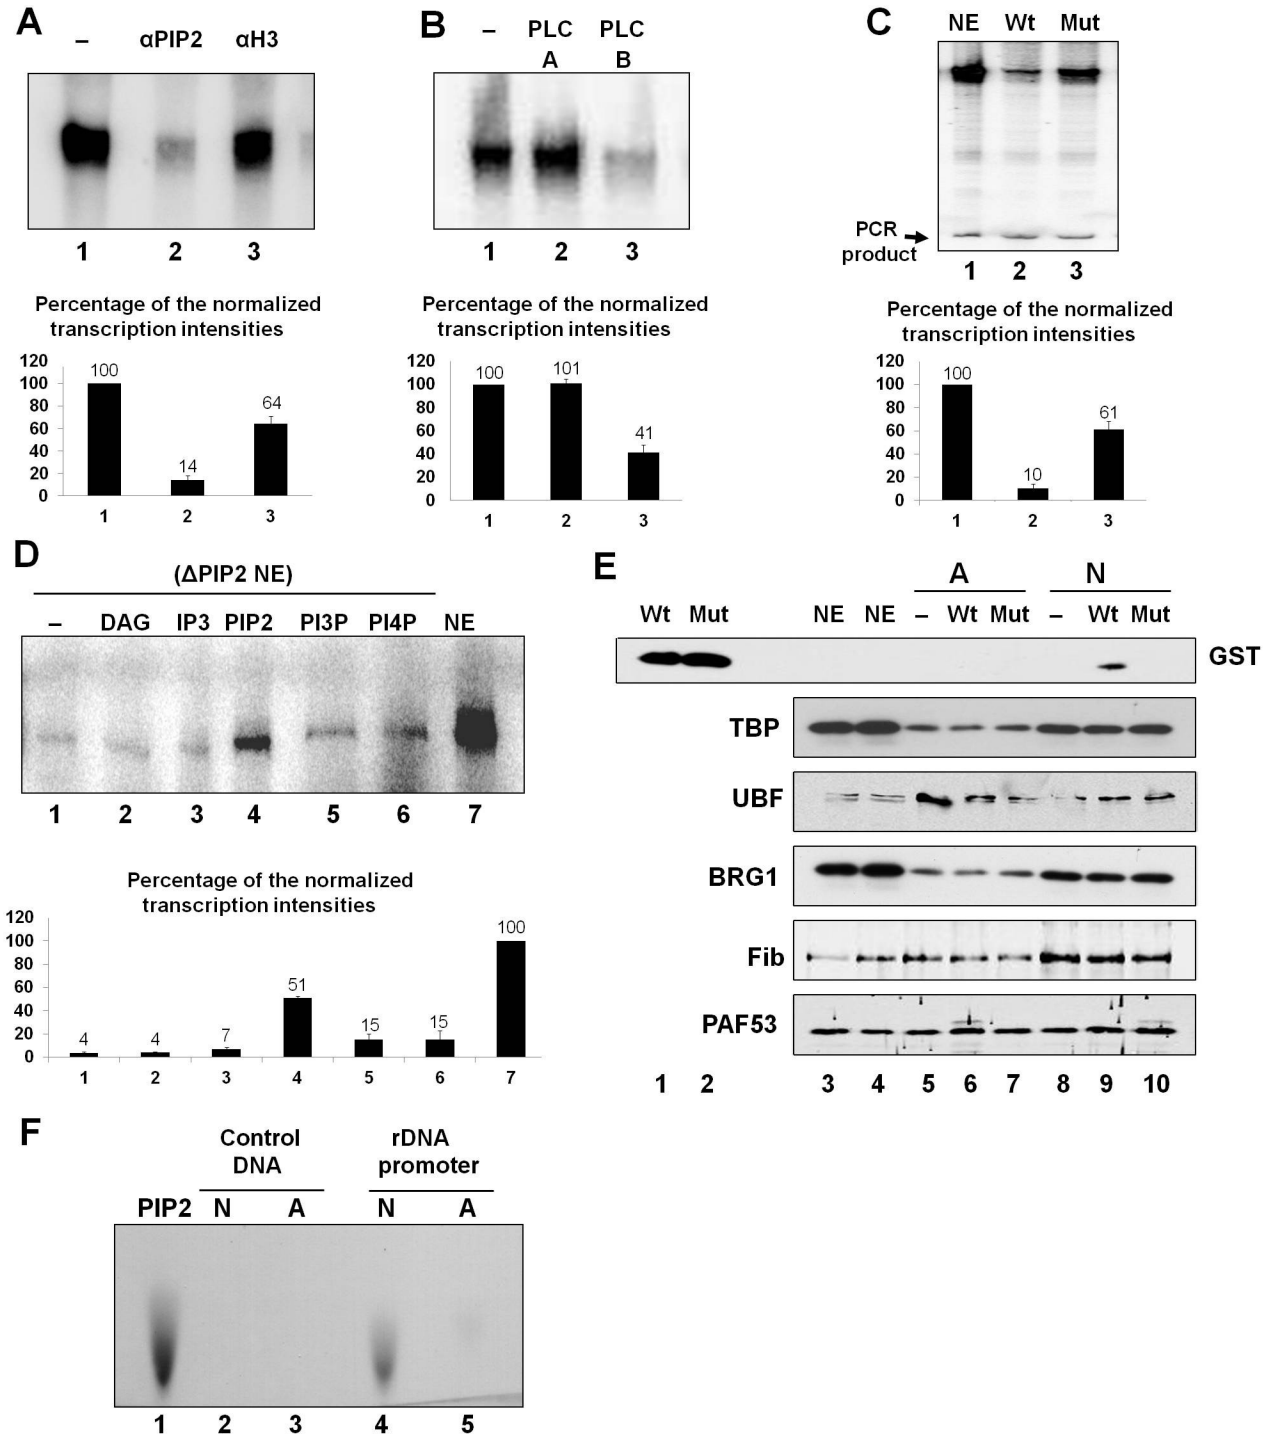 A
– αPIP2 αH3
1 2 3
Percentage of the normalized
transcription intensities
120
100
80
60
40
20
0
100
14
64
1 2 3
B
– PLC PLC
A B
1 2 3
Percentage of the normalized
transcription intensities
120
100
80
60
40
20
0
100
101
41
1 2 3
C
NE Wt Mut
PCR
product
1 2 3
Percentage of the normalized
transcription intensities
120
100
80
60
40
20
0
100
10
61
1 2 3
D
(ΔPIP2 NE)
– DAG IP3 PIP2 PI3P PI4P NE
1 2 3 4 5 6 7
Percentage of the normalized
transcription intensities
120
100
80
60
40
20
0
4
4
7
51
15
15
100
1 2 3 4 5 6 7
E
A N
Wt Mut NE NE – Wt Mut – Wt Mut
GST
TBP
UBF
BRG1
Fib
PAF53
1 2 3 4 5 6 7 8 9 10
F
Control rDNA
DNA promoter
PIP2 N A N A
1 2 3 4 5